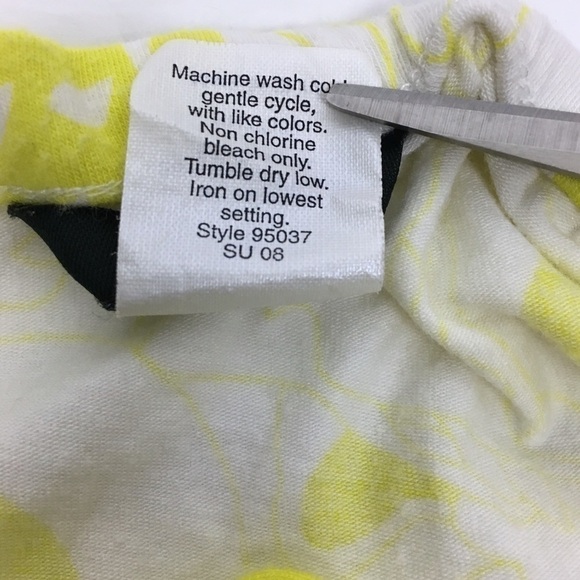 Machine wash cold
gentle cycle,
with like colors.
Non chlorine
bleach only.
Tumble dry low.
Iron on lowest
setting.
Style 95037
SU 08